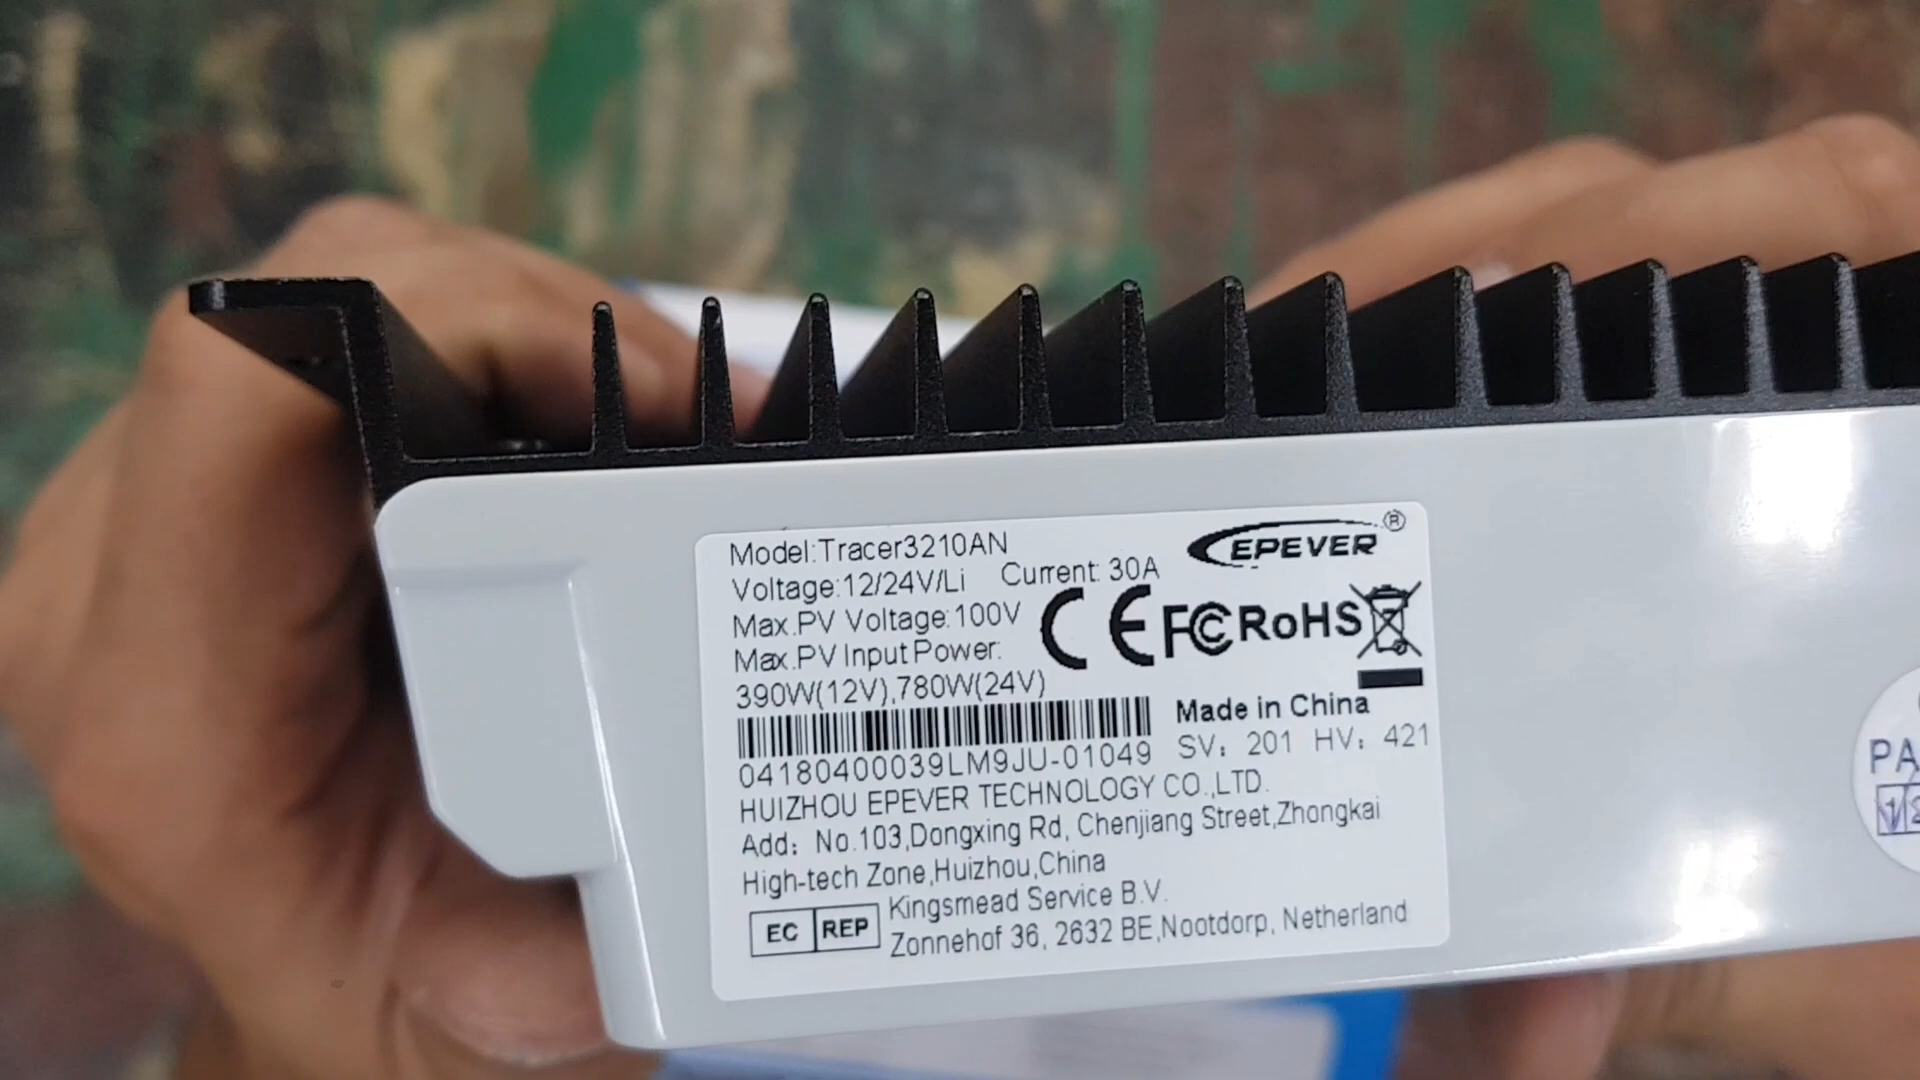 Model:Tracer3210AN
EPEVER®
Voltage:12/24V/Li Current: 30A
Max.PV Voltage:100V
CE FC RoHS
Max.PV Input Power:
390W(12V),780W(24V)
Made in China
04180400039LM9JU-01049
SV: 201 HV: 421
HUIZHOU EPEVER TECHNOLOGY CO.,LTD.
Add: No.103,Dongxing Rd, Chenjiang Street,Zhongkai
High-tech Zone,Huizhou,China
EC REP
Kingsmead Service B.V.
Zonnehof 36, 2632 BE,Nootdorp, Netherland